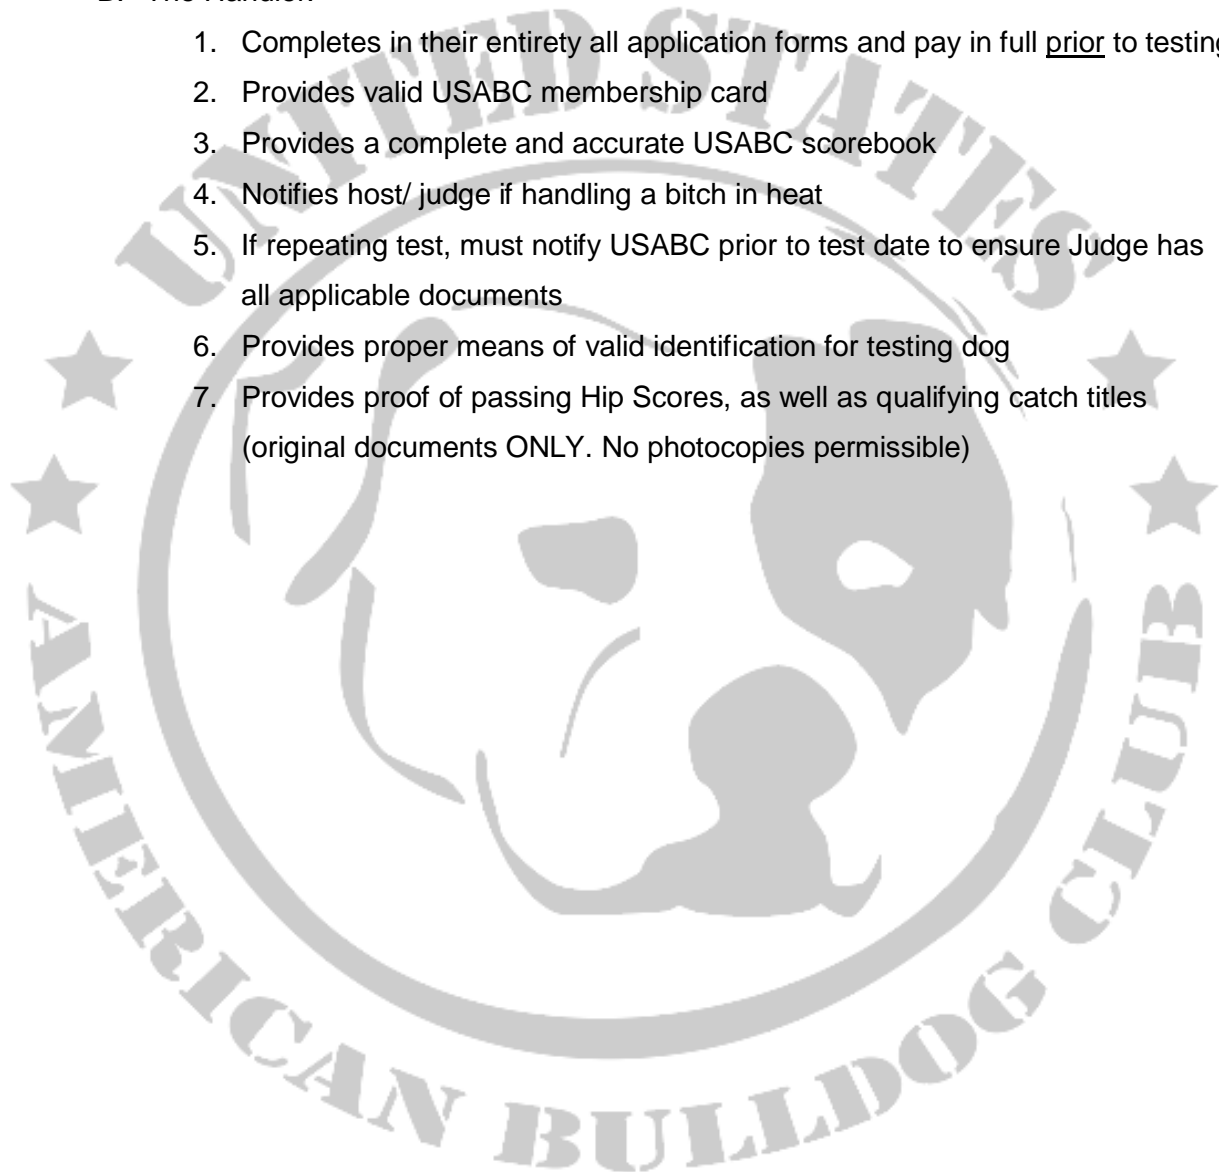 The Handler:
1. Completes in their entirety all application forms and pay in full prior to testing
2. Provides valid USABC membership card
3. Provides a complete and accurate USABC scorebook
4. Notifies host/ judge if handling a bitch in heat
5. If repeating test, must notify USABC prior to test date to ensure Judge has
all applicable documents
6. Provides proper means of valid identification for testing dog
7. Provides proof of passing Hip Scores, as well as qualifying catch titles
(original documents ONLY. No photocopies permissible)
UNITED STATES
AMERICAN BULLDOG CLUB